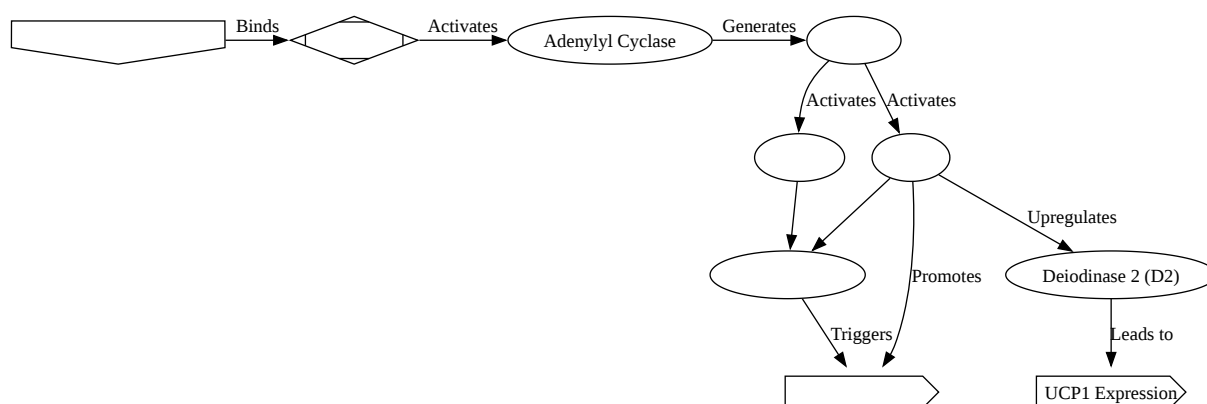 Binds
Activates
Adenylyl Cyclase
Generates
Activates
Activates
Upregulates
Promotes
Deiodinase 2 (D2)
Triggers
Leads to
UCP1 Expression